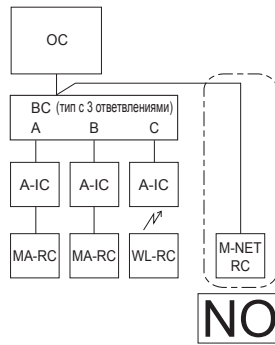 OC
BC (тип с 3 ответвлениями)
A B C
A-IC A-IC A-IC
MA-RC MA-RC WL-RC
M-NET
RC
NO